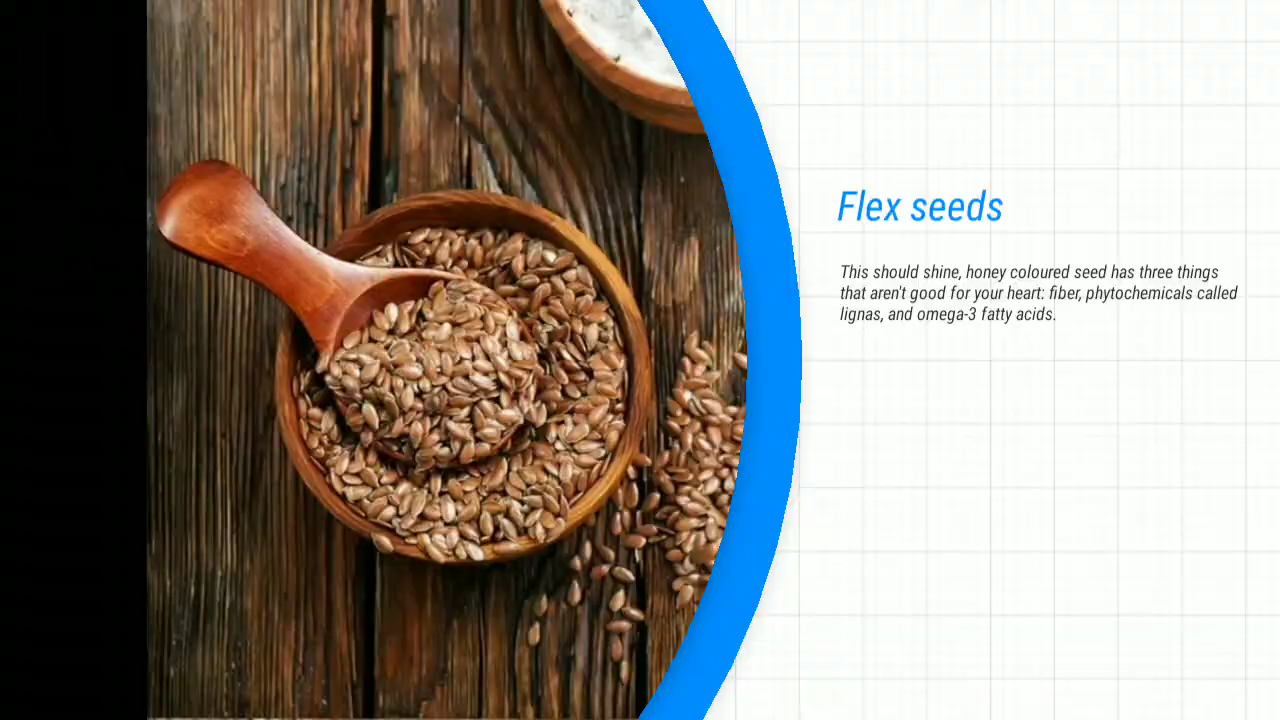 Flex seeds
This should shine, honey coloured seed has three things
that aren't good for your heart: fiber, phytochemicals called
lignas, and omega-3 fatty acids.